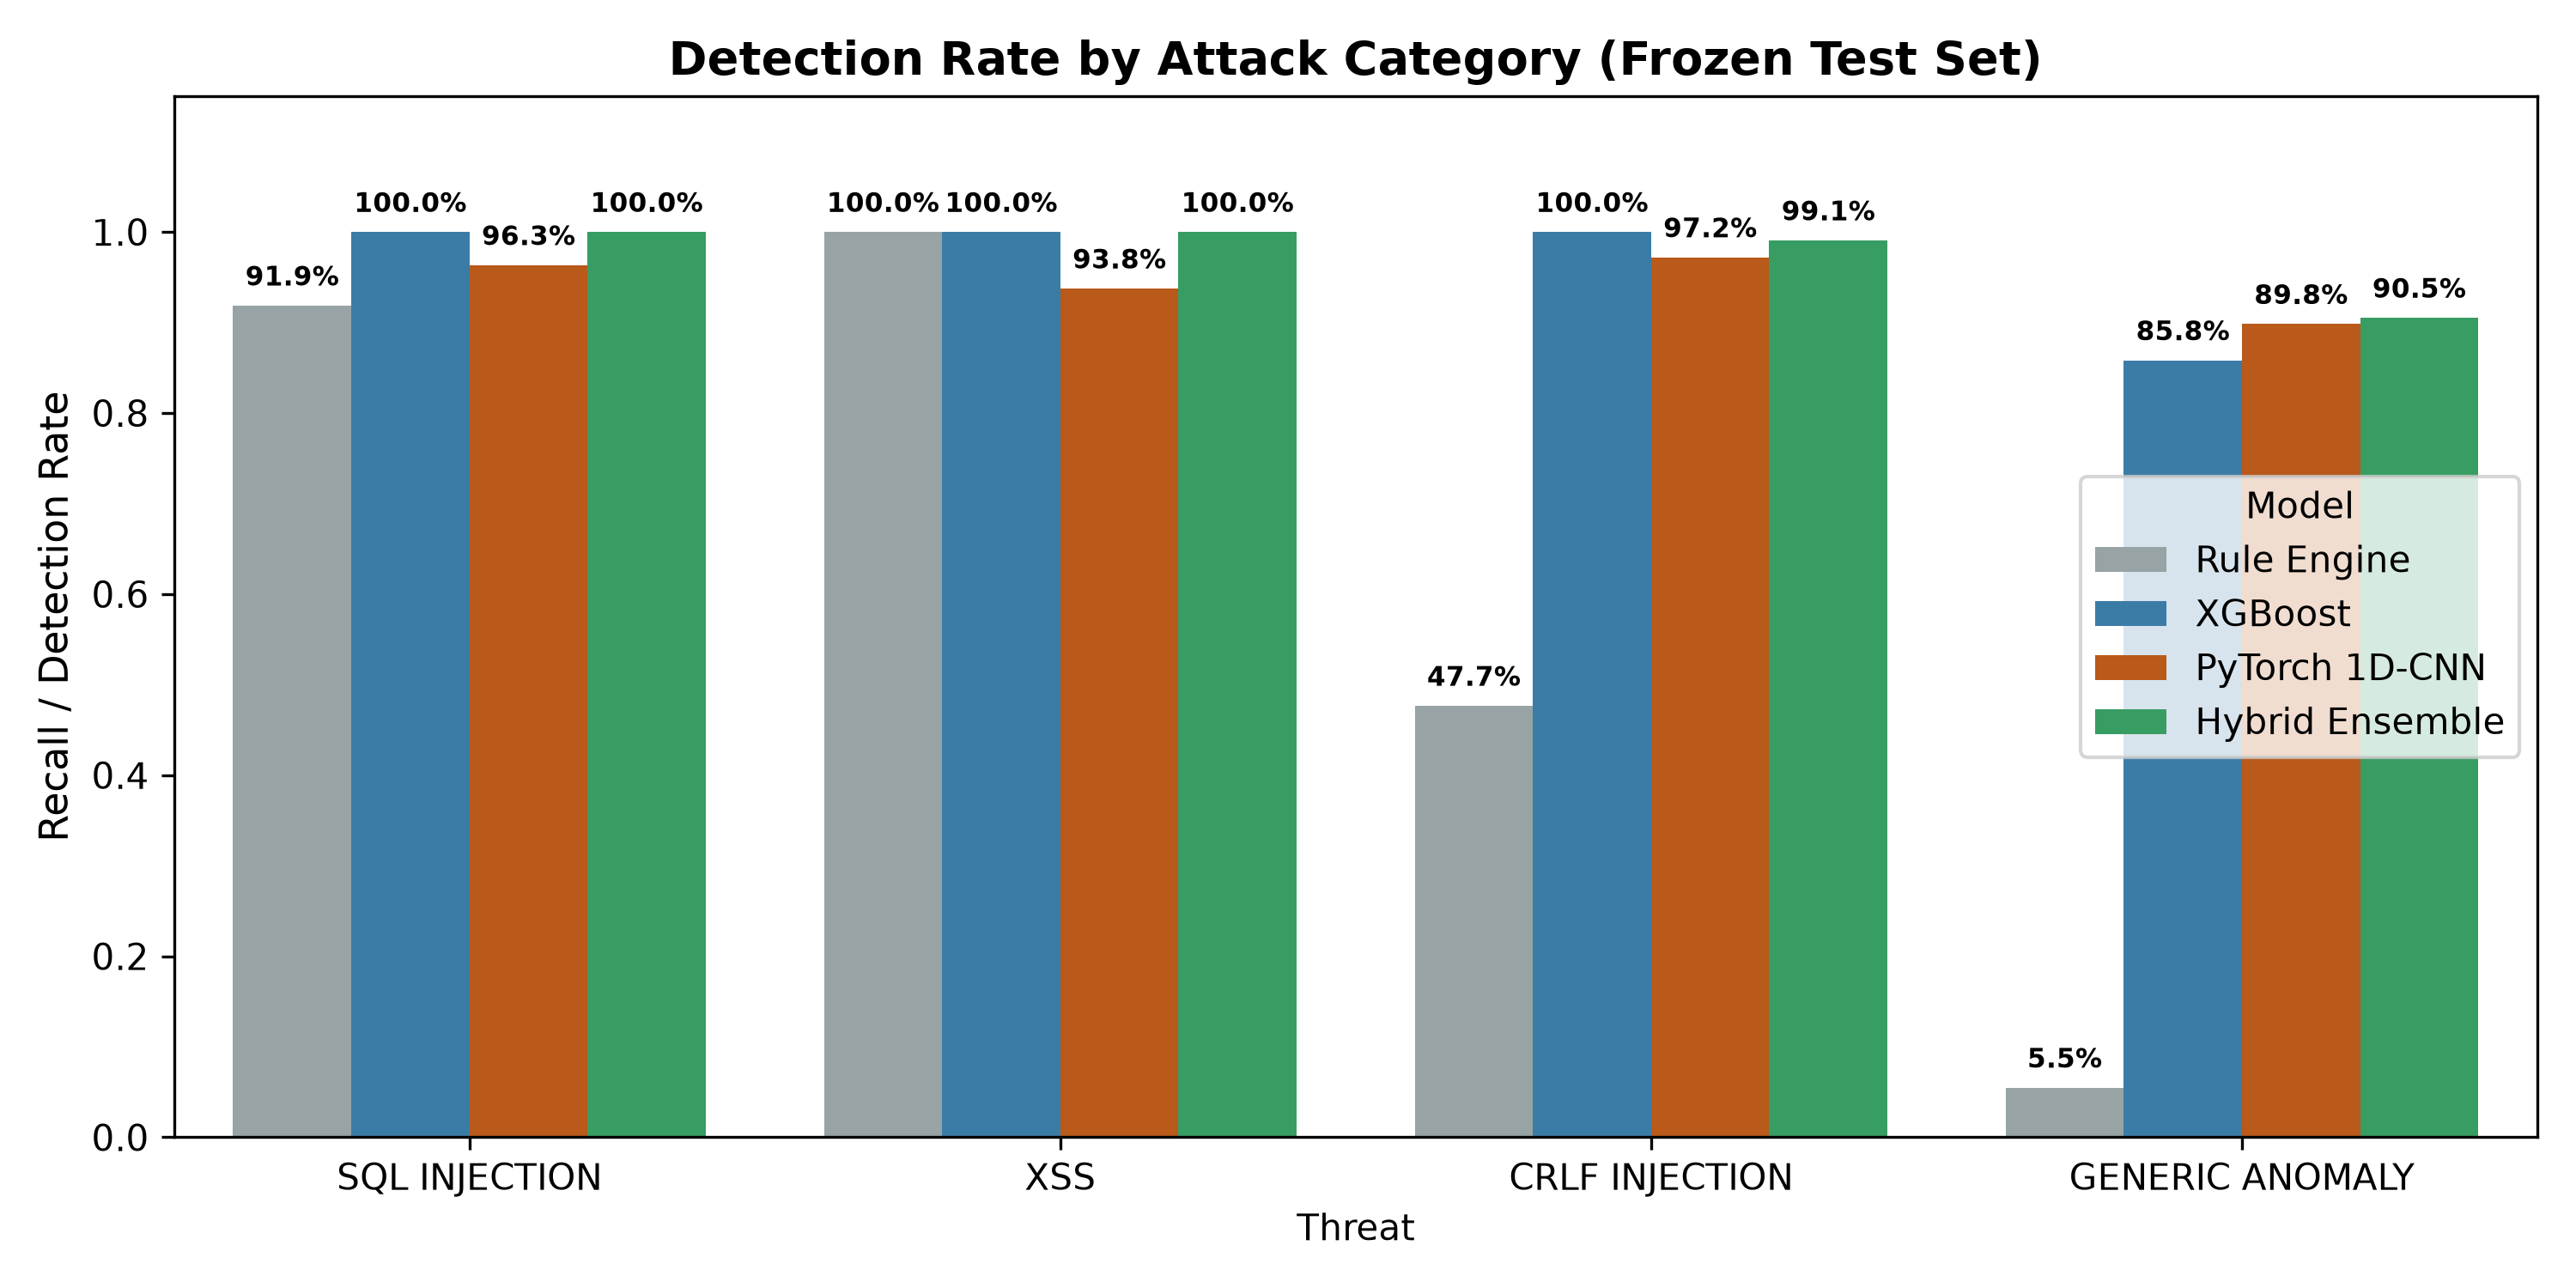 Detection Rate by Attack Category (Frozen Test Set)
Recall / Detection Rate
1.0
0.8
0.6
0.4
0.2
0.0
91.9%
100.0%
96.3%
100.0%
100.0%
100.0%
93.8%
100.0%
47.7%
100.0%
97.2%
99.1%
5.5%
85.8%
89.8%
90.5%
Model
Rule Engine
XGBoost
PyTorch 1D-CNN
Hybrid Ensemble
SQL INJECTION
XSS
CRLF INJECTION
GENERIC ANOMALY
Threat